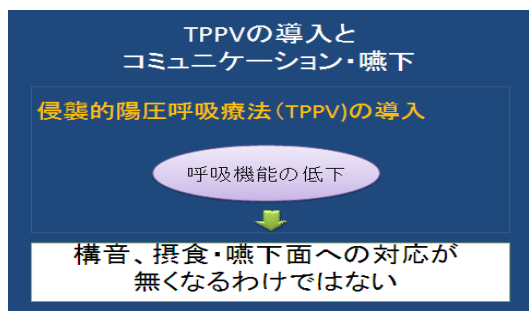 TPPVの導入と
コミュニケーション・嚥下
侵襲的陽圧呼吸療法(TPPV)の導入
呼吸機能の低下
構音、摂食・嚥下面への対応が
無くなるわけではない